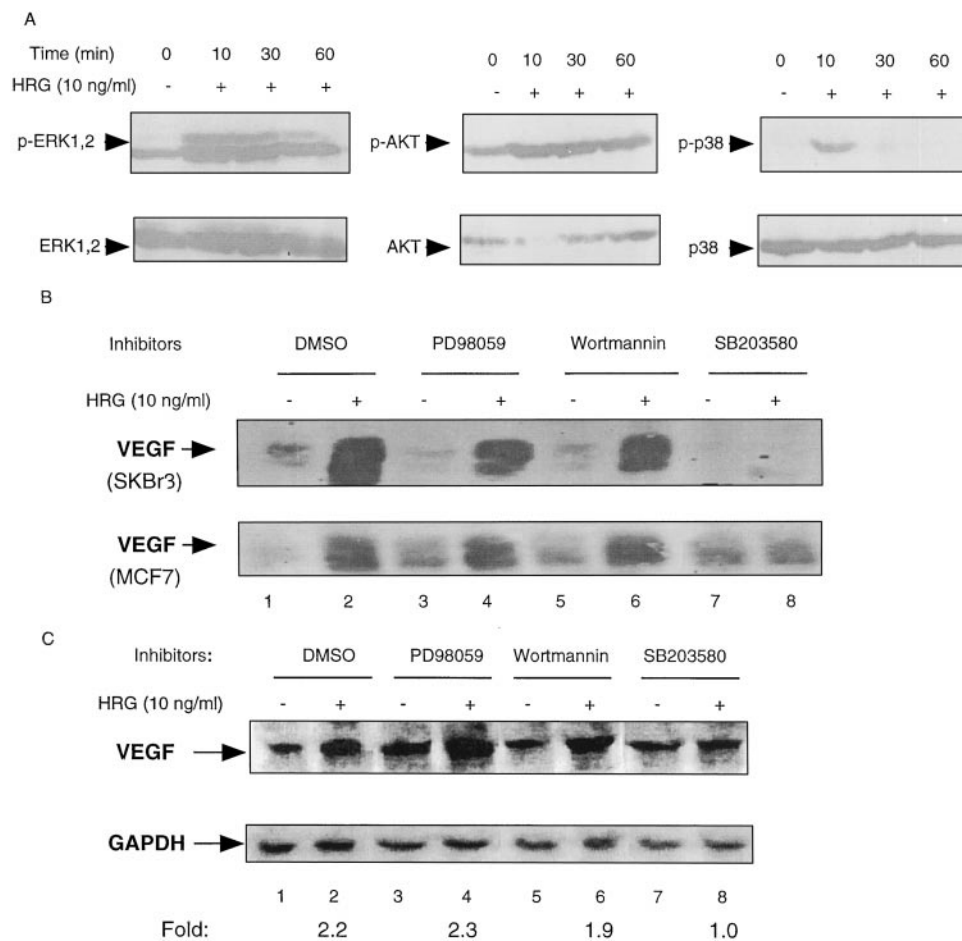 A
Time (min) 0 10 30 60 0 10 30 60 0 10 30 60
HRG (10 ng/ml) - + + + - + + + - + + +
p-ERK1,2 p-AKT p-p38
ERK1,2 AKT p38
B
Inhibitors DMSO PD98059 Wortmannin SB203580
HRG (10 ng/ml) - + - + - + - +
VEGF
(SKBr3)
VEGF
(MCF7)
1 2 3 4 5 6 7 8
C
Inhibitors: DMSO PD98059 Wortmannin SB203580
HRG (10 ng/ml) - + - + - + - +
VEGF
GAPDH
1 2 3 4 5 6 7 8
Fold: 2.2 2.3 1.9 1.0